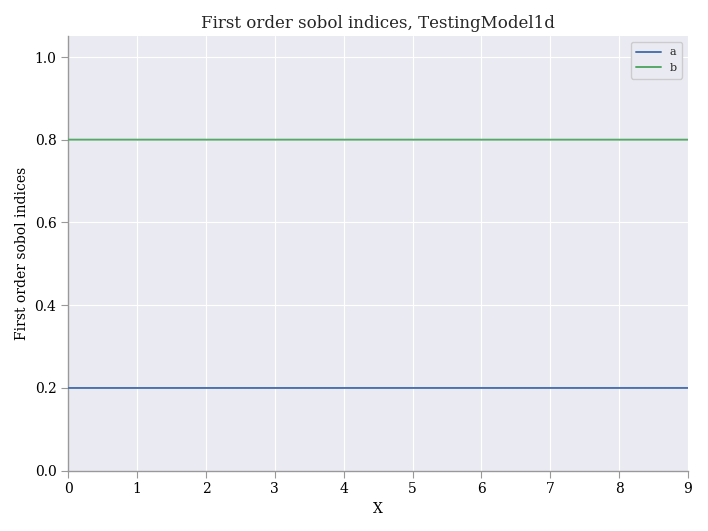 First order sobol indices, TestingModel1d
a
b
1.0
0.8
0.6
0.4
0.2
0.0
First order sobol indices
0 1 2 3 4 5 6 7 8 9
X